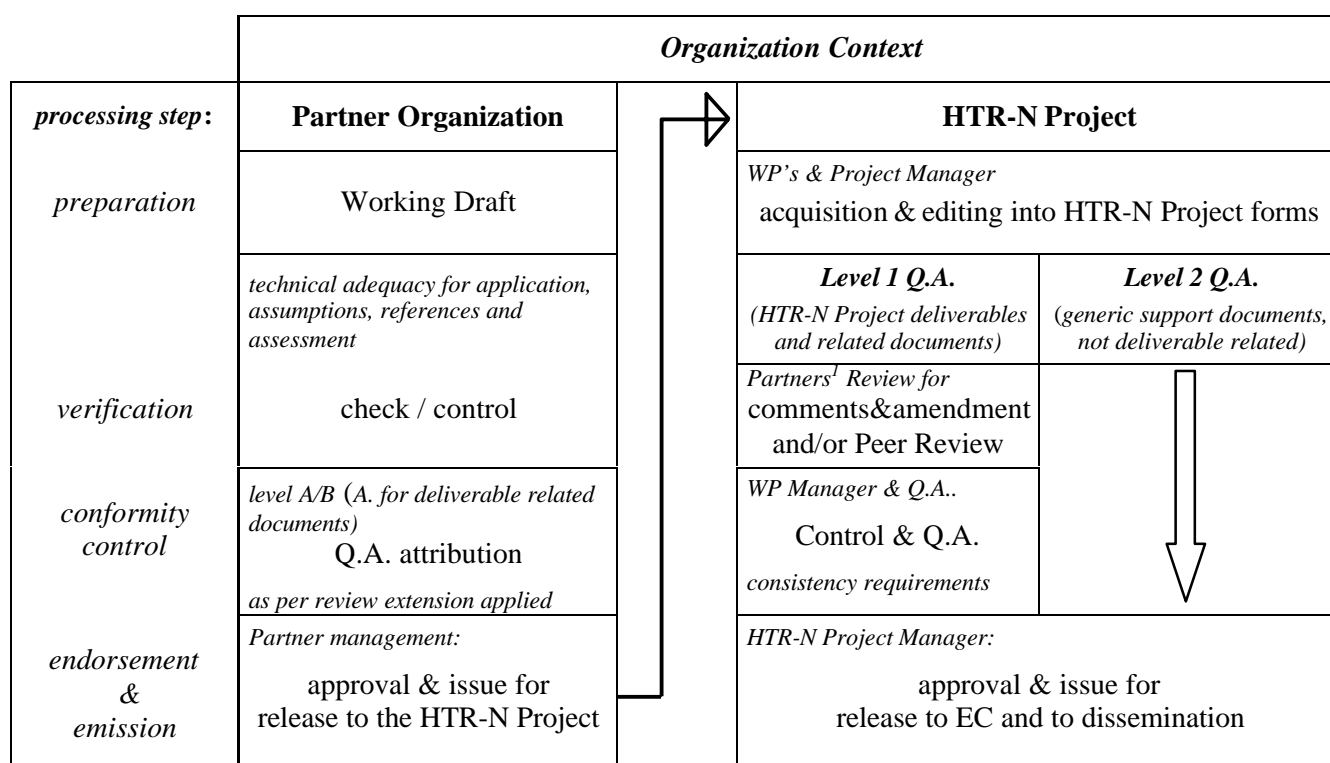 Organization Context
processing step:
Partner Organization
HTR-N Project
preparation
Working Draft
WP's & Project Manager
acquisition & editing into HTR-N Project forms
verification
technical adequacy for application,
assumptions, references and
assessment
check / control
Level 1 Q.A.
(HTR-N Project deliverables
and related documents)
Level 2 Q.A.
(generic support documents,
not deliverable related)
Partners1 Review for
comments&amendment
and/or Peer Review
conformity
control
level A/B (A. for deliverable related
documents)
Q.A. attribution
as per review extension applied
WP Manager & Q.A..
Control & Q.A.
consistency requirements
endorsement
&
emission
Partner management:
approval & issue for
release to the HTR-N Project
HTR-N Project Manager:
approval & issue for
release to EC and to dissemination